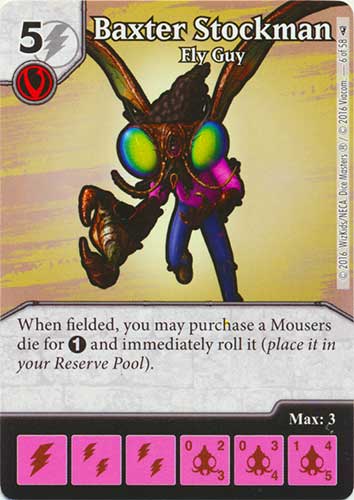 5
Baxter Stockman
Fly Guy
© 2016 WizKids/NECA. Dice Masters ® / © 2016 Viacom. — 6 of 58
When fielded, you may purchase a Mousers
die for 1 and immediately roll it (place it in
your Reserve Pool).
Max: 3
0 2 3
0 3 4
1 4 5